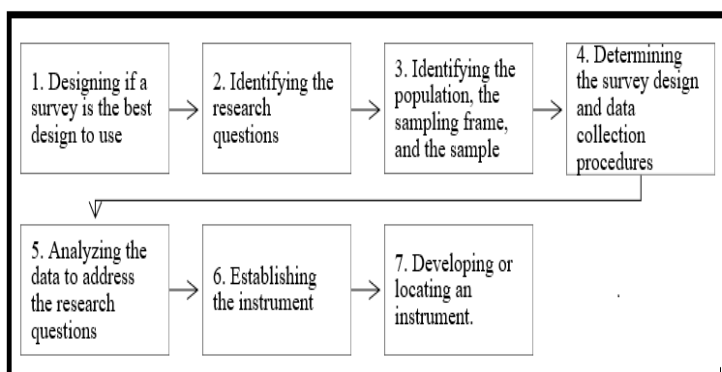 1. Designing if a
survey is the best
design to use
2. Identifying the
research
questions
3. Identifying the
population, the
sampling frame,
and the sample
4. Determining
the survey design
and data
collection
procedures
5. Analyzing the
data to address
the research
questions
6. Establishing
the instrument
7. Developing or
locating an
instrument.
.